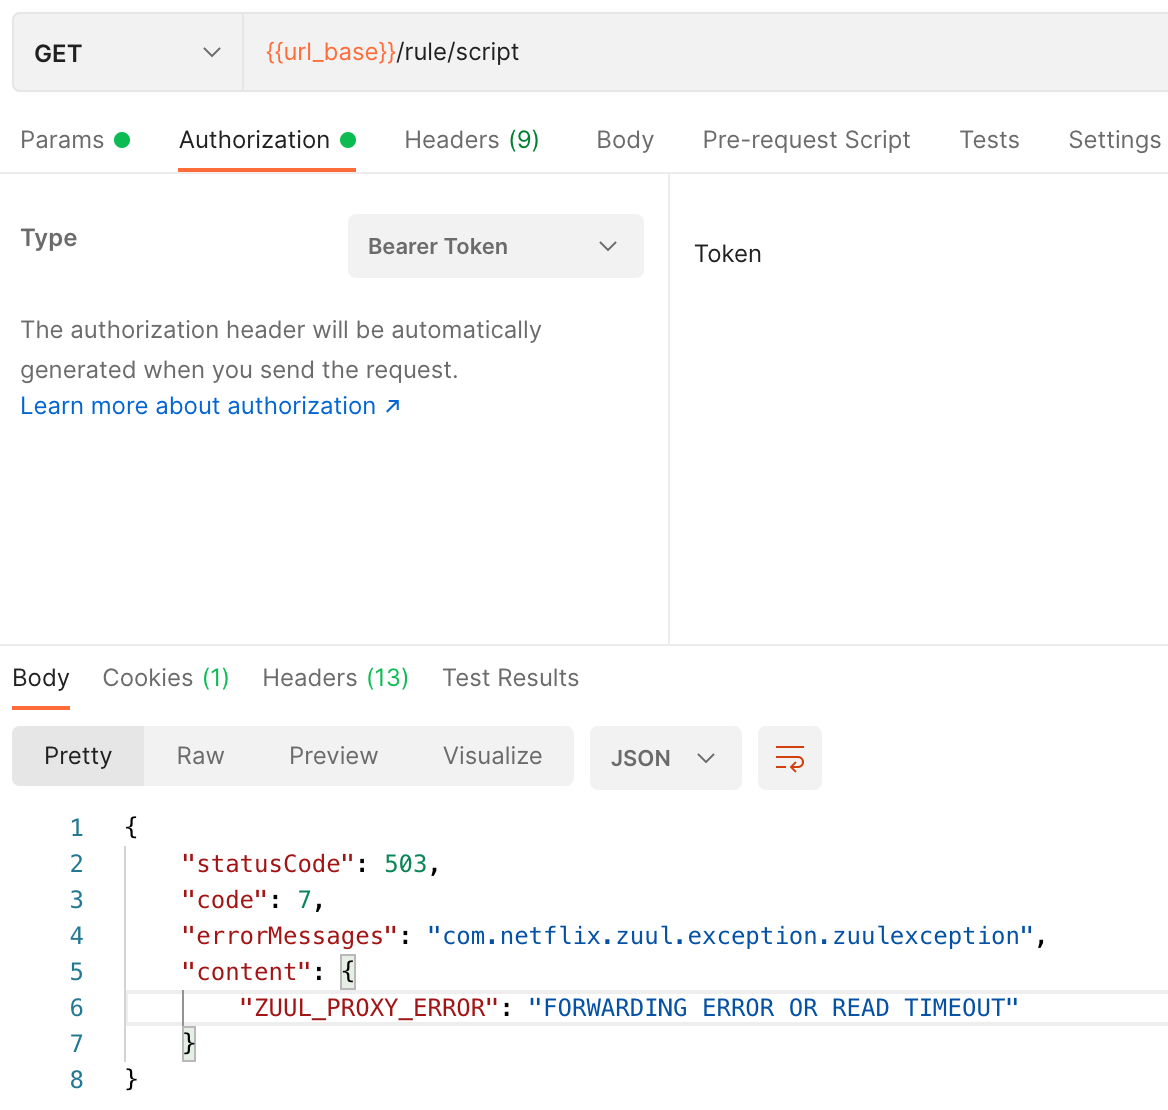 GET {{url_base}}/rule/script
Params Authorization Headers (9) Body Pre-request Script Tests Settings
Type Bearer Token Token
The authorization header will be automatically
generated when you send the request.
Learn more about authorization ↗
Body Cookies (1) Headers (13) Test Results
Pretty Raw Preview Visualize JSON
1 {
2 "statusCode": 503,
3 "code": 7,
4 "errorMessages": "com.netflix.zuul.exception.zuulexception",
5 "content": {
6 "ZUUL_PROXY_ERROR": "FORWARDING ERROR OR READ TIMEOUT"
7 }
8 }